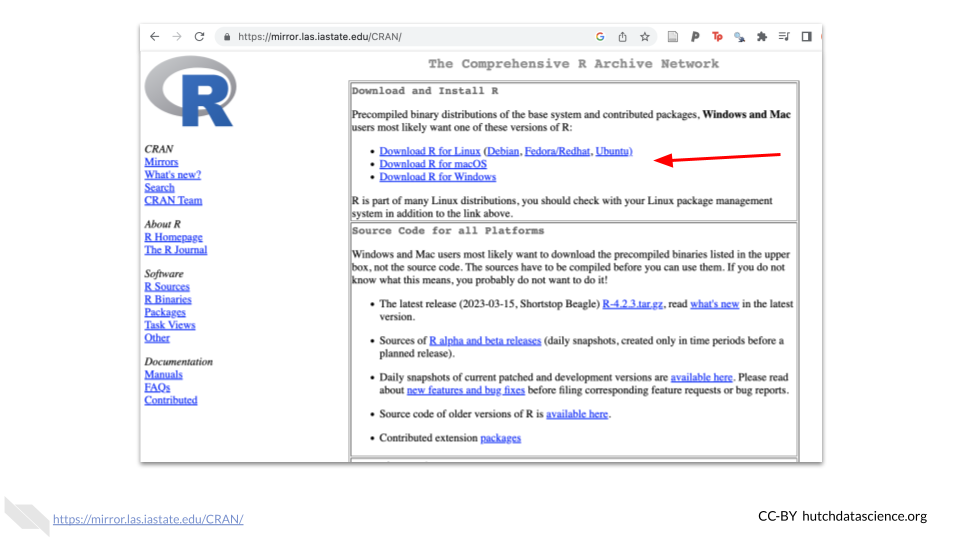 https://mirror.las.iastate.edu/CRAN/
The Comprehensive R Archive Network
R
Download and Install R
Precompiled binary distributions of the base system and contributed packages, Windows and Mac
users most likely want one of these versions of R:
• Download R for Linux (Debian, Fedora/Redhat, Ubuntu)
• Download R for macOS
• Download R for Windows
R is part of many Linux distributions, you should check with your Linux package management
system in addition to the link above.
CRAN
Mirrors
What's new?
Search
CRAN Team
About R
R Homepage
The R Journal
Software
R Sources
R Binaries
Packages
Task Views
Other
Documentation
Manuals
FAQs
Contributed
Source Code for all Platforms
Windows and Mac users most likely want to download the precompiled binaries listed in the upper
box, not the source code. The sources have to be compiled before you can use them. If you do not
know what this means, you probably do not want to do it!
• The latest release (2023-03-15, Shortstop Beagle) R-4.2.3.tar.gz, read what's new in the latest
version.
• Sources of R alpha and beta releases (daily snapshots, created only in time periods before a
planned release).
• Daily snapshots of current patched and development versions are available here. Please read
about new features and bug fixes before filing corresponding feature requests or bug reports.
• Source code of older versions of R is available here.
• Contributed extension packages
https://mirror.las.iastate.edu/CRAN/
CC-BY hutchdatascience.org